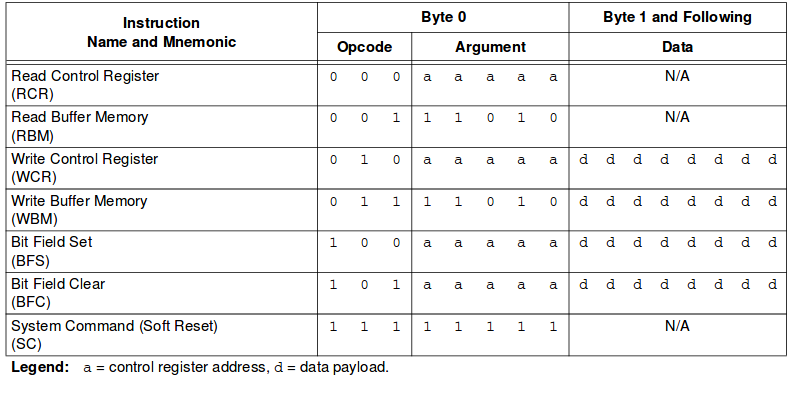 Instruction
Name and Mnemonic
Byte 0
Byte 1 and Following
Opcode
Argument
Data
Read Control Register
(RCR)
0 0 0 a a a a a N/A
Read Buffer Memory
(RBM)
0 0 1 1 1 0 1 0 N/A
Write Control Register
(WCR)
0 1 0 a a a a a d d d d d d d d
Write Buffer Memory
(WBM)
0 1 1 1 1 0 1 0 d d d d d d d d
Bit Field Set
(BFS)
1 0 0 a a a a a d d d d d d d d
Bit Field Clear
(BFC)
1 0 1 a a a a a d d d d d d d d
System Command (Soft Reset)
(SC)
1 1 1 1 1 1 1 1 N/A
Legend: a = control register address, d = data payload.